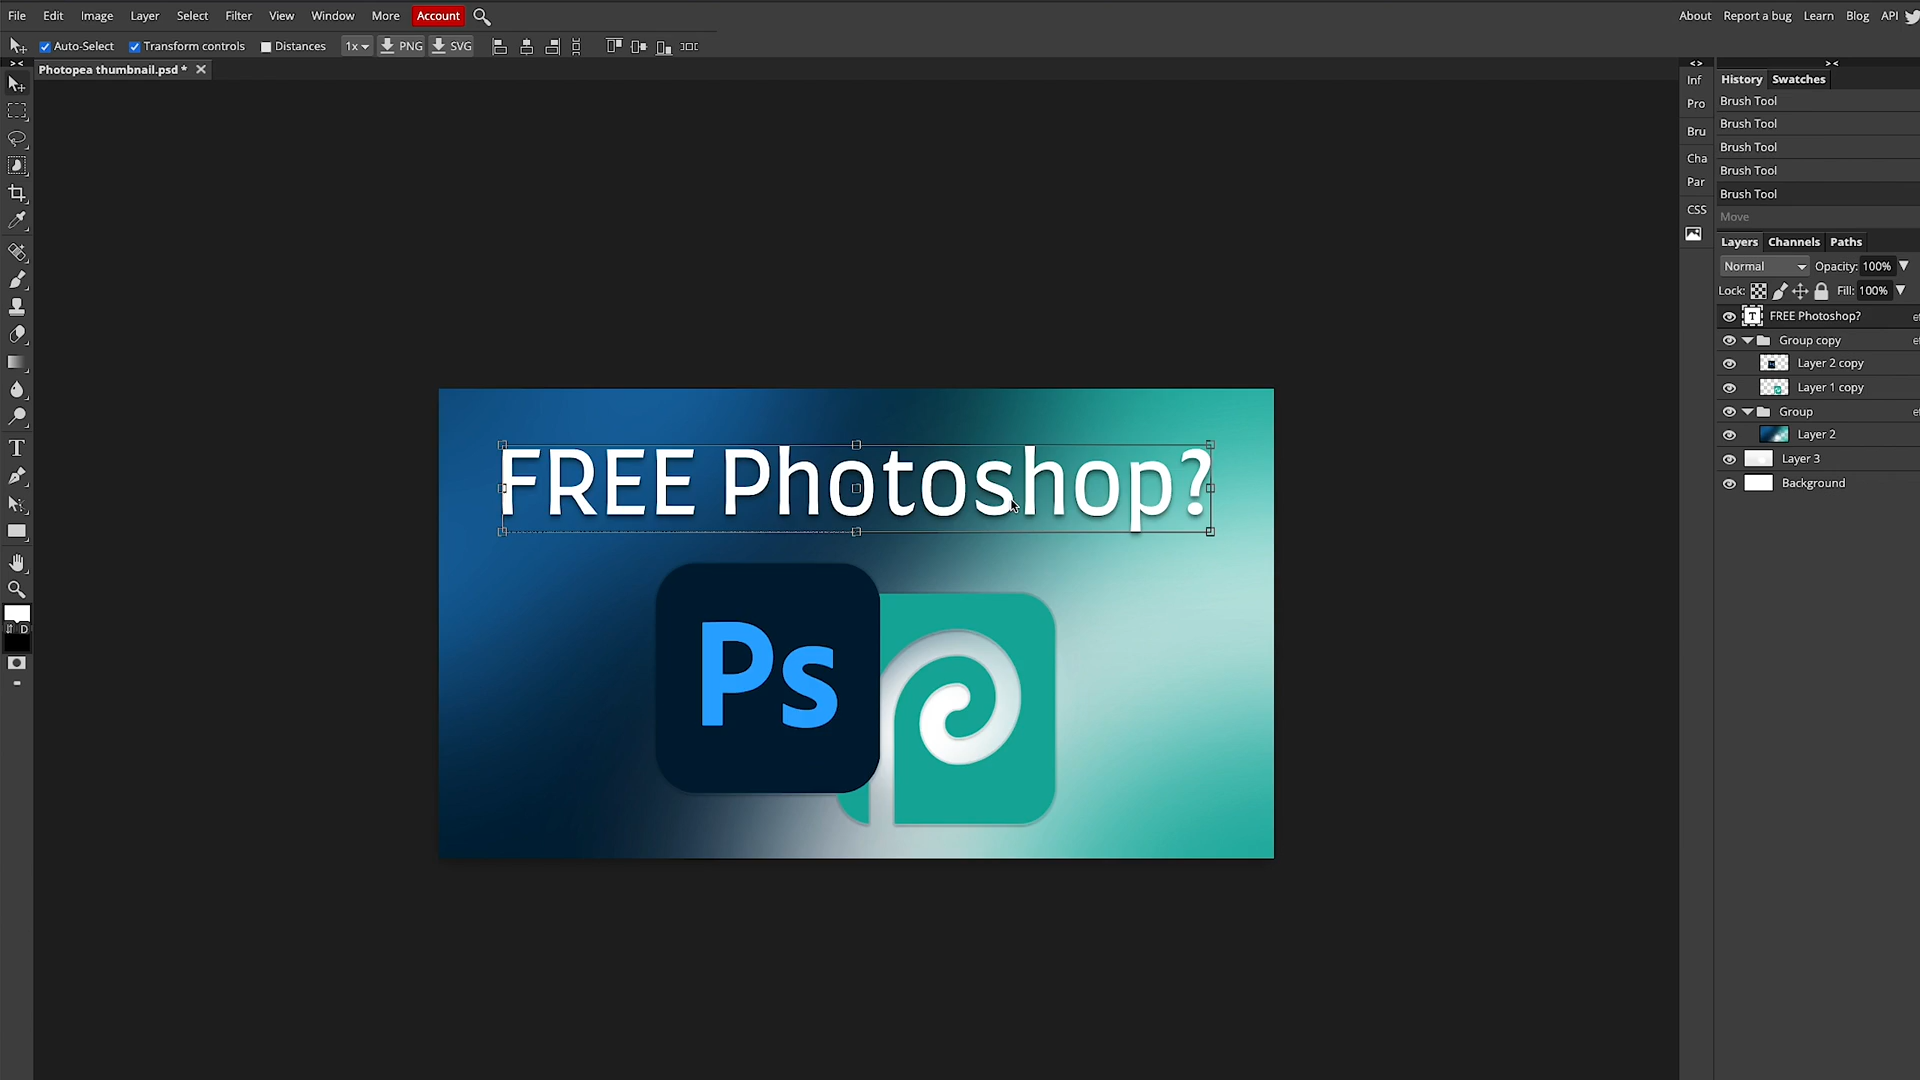 File Edit Image Layer Select Filter View Window More Account
About Report a bug Learn Blog API
Auto-Select Transform controls Distances 1x PNG SVG
Photopea thumbnail.psd *
Inf
Pro
Bru
Cha
Par
CSS
History Swatches
Brush Tool
Brush Tool
Brush Tool
Brush Tool
Brush Tool
Move
Layers Channels Paths
Normal Opacity: 100%
Lock: Fill: 100%
FREE Photoshop?
Group copy
Layer 2 copy
Layer 1 copy
Group
Layer 2
Layer 3
Background
T
D
FREE Photoshop?
Ps